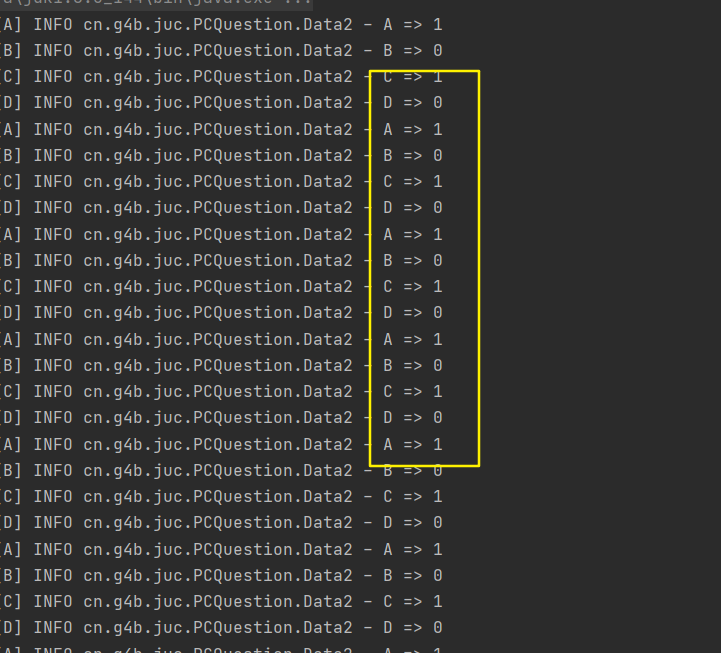 A] INFO cn.g4b.juc.PCQuestion.Data2 - A => 1
B] INFO cn.g4b.juc.PCQuestion.Data2 - B => 0
C] INFO cn.g4b.juc.PCQuestion.Data2 - C => 1
D] INFO cn.g4b.juc.PCQuestion.Data2 - D => 0
A] INFO cn.g4b.juc.PCQuestion.Data2 - A => 1
B] INFO cn.g4b.juc.PCQuestion.Data2 - B => 0
C] INFO cn.g4b.juc.PCQuestion.Data2 - C => 1
D] INFO cn.g4b.juc.PCQuestion.Data2 - D => 0
A] INFO cn.g4b.juc.PCQuestion.Data2 - A => 1
B] INFO cn.g4b.juc.PCQuestion.Data2 - B => 0
C] INFO cn.g4b.juc.PCQuestion.Data2 - C => 1
D] INFO cn.g4b.juc.PCQuestion.Data2 - D => 0
A] INFO cn.g4b.juc.PCQuestion.Data2 - A => 1
B] INFO cn.g4b.juc.PCQuestion.Data2 - B => 0
C] INFO cn.g4b.juc.PCQuestion.Data2 - C => 1
D] INFO cn.g4b.juc.PCQuestion.Data2 - D => 0
A] INFO cn.g4b.juc.PCQuestion.Data2 - A => 1
B] INFO cn.g4b.juc.PCQuestion.Data2 - B => 0
C] INFO cn.g4b.juc.PCQuestion.Data2 - C => 1
D] INFO cn.g4b.juc.PCQuestion.Data2 - D => 0
A] INFO cn.g4b.juc.PCQuestion.Data2 - A => 1
B] INFO cn.g4b.juc.PCQuestion.Data2 - B => 0
C] INFO cn.g4b.juc.PCQuestion.Data2 - C => 1
D] INFO cn.g4b.juc.PCQuestion.Data2 - D => 0
A] INFO cn.g4b.juc.PCQuestion.Data2 - A => 1